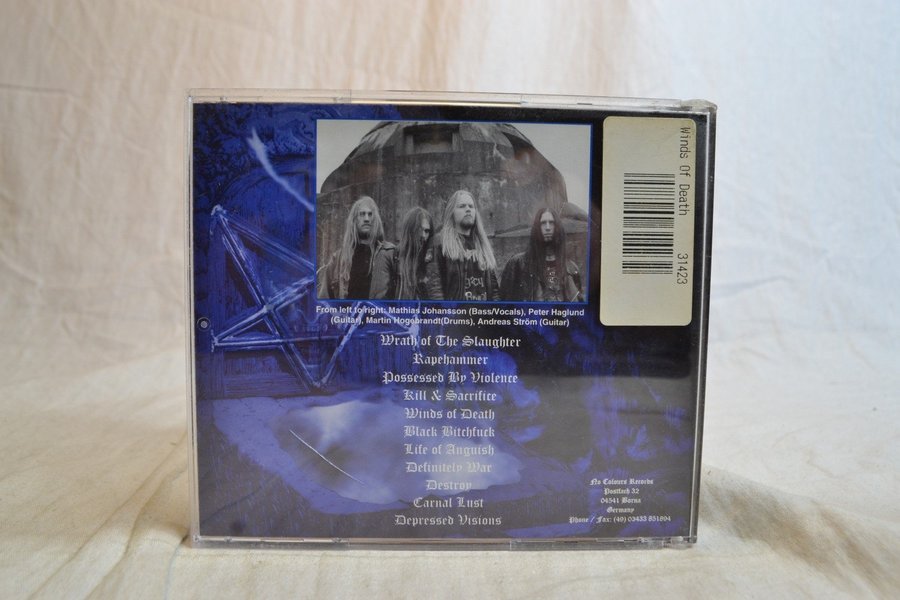 Winds Of Death 31423
From left to right: Mathias Johansson (Bass/Vocals), Peter Haglund
(Guitar), Martin Hogebrandt(Drums), Andreas Ström (Guitar)
Wrath of The Slaughter
Rapehammer
Possessed By Violence
Kill & Sacrifice
Winds of Death
Black Bitchfuck
Life of Anguish
Definitely War
Destroy
Carnal Lust
Depressed Visions
No Colours Records
Postfach 32
04541 Borna
Germany
Phone / Fax: (49) 03433 851894